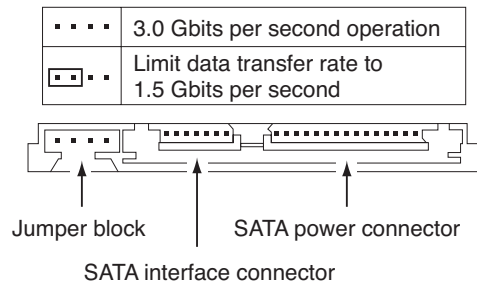 3.0 Gbits per second operation
Limit data transfer rate to
1.5 Gbits per second
Jumper block
SATA power connector
SATA interface connector